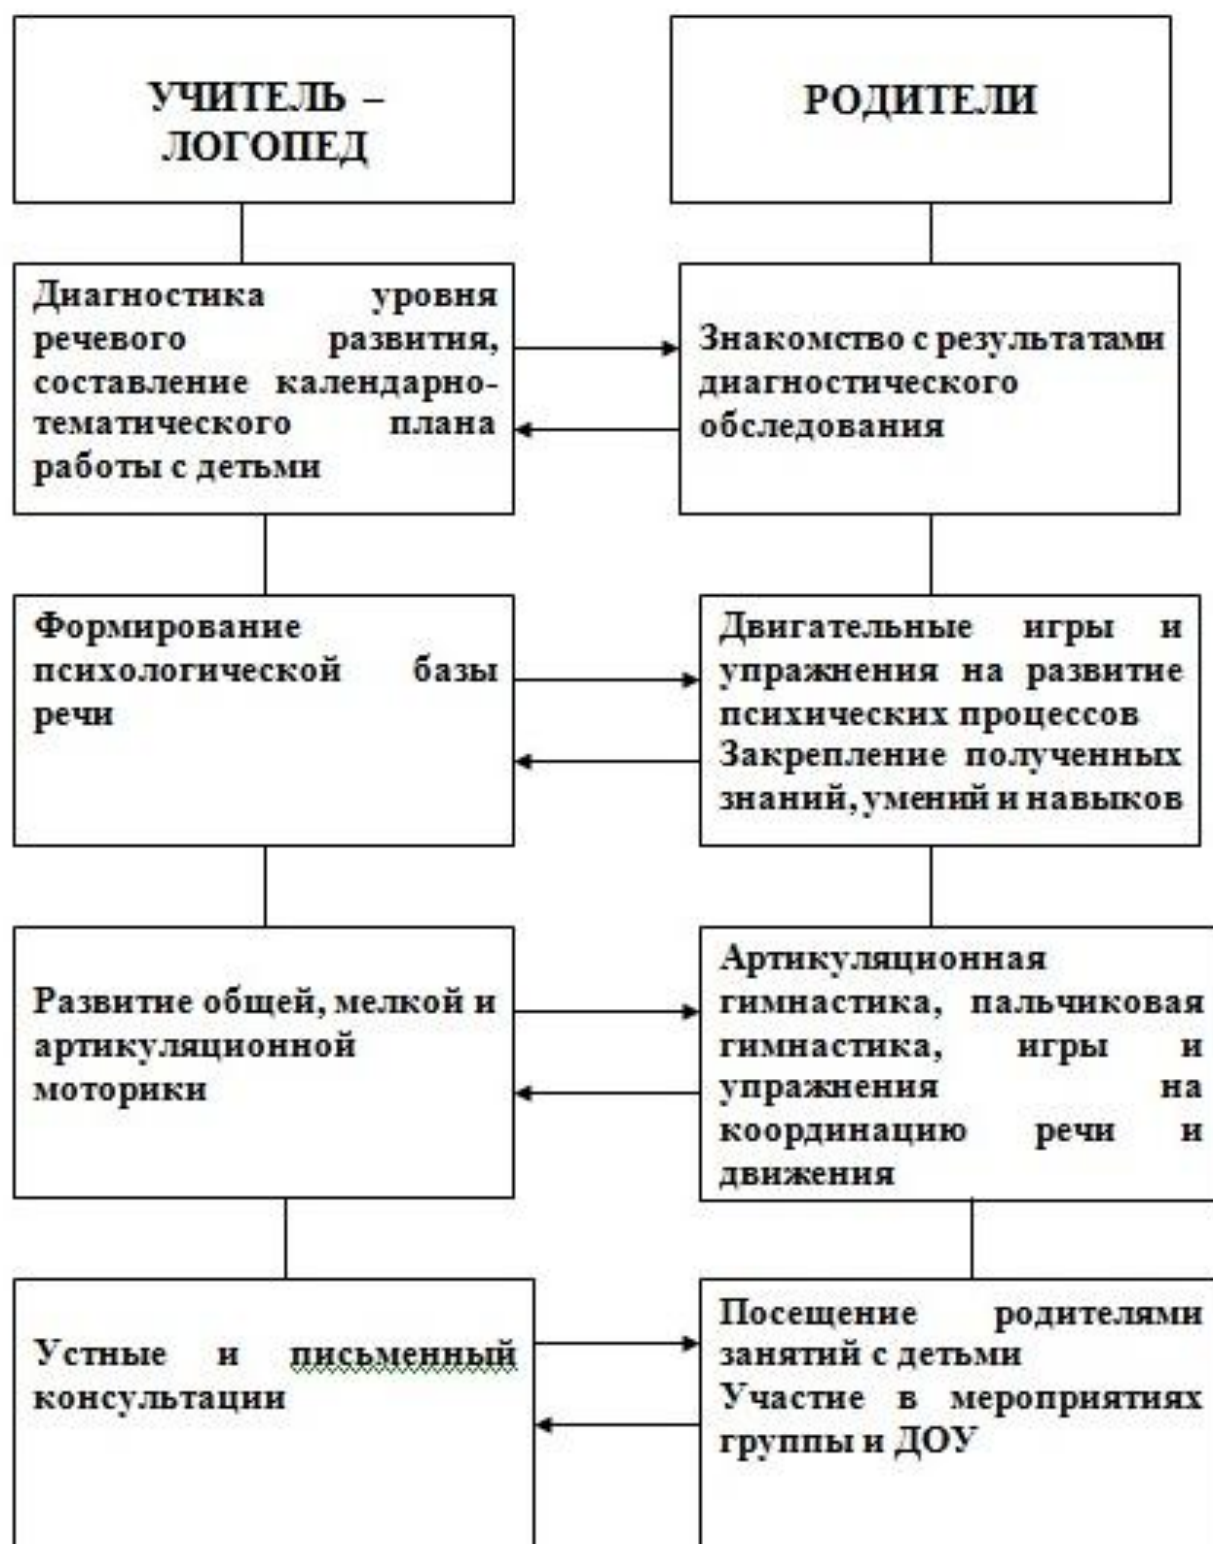 УЧИТЕЛЬ –
ЛОГОПЕД
РОДИТЕЛИ
Диагностика уровня
речевого развития,
составление календарно-
тематического плана
работы с детьми
Знакомство с результатами
диагностического
обследования
Формирование
психологической базы
речи
Двигательные игры и
упражнения на развитие
психических процессов
Закрепление полученных
знаний, умений и навыков
Развитие общей, мелкой и
артикуляционной
моторики
Артикуляционная
гимнастика, пальчиковая
гимнастика, игры и
упражнения на
координацию речи и
движения
Устные и письменный
консультации
Посещение родителями
занятий с детьми
Участие в мероприятиях
группы и ДОУ